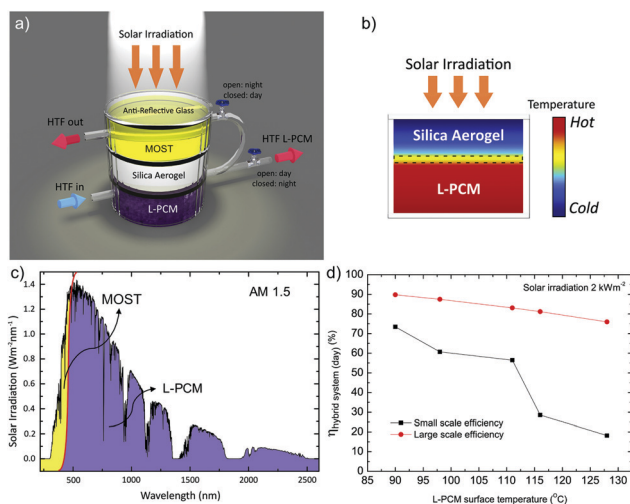 a)
Solar Irradiation
open: night
closed: day
Anti-Reflective Glass
HTF out
MOST
HTF L-PCM
Silica Aerogel
open: day
closed: night
HTF in
L-PCM
b)
Solar Irradiation
Temperature
Hot
Silica Aerogel
L-PCM
Cold
c)
AM 1.5
MOST
L-PCM
Solar Irradiation (Wm⁻²nm⁻¹)
1.4
1.2
1.0
0.8
0.6
0.4
0.2
0.0
500 1000 1500 2000 2500
Wavelength (nm)
d)
Solar irradiation 2 kWm⁻²
ηhybrid system (day) (%)
100
90
80
70
60
50
40
30
20
10
0
Small scale efficiency
Large scale efficiency
90 95 100 105 110 115 120 125 130
L-PCM surface temperature (°C)